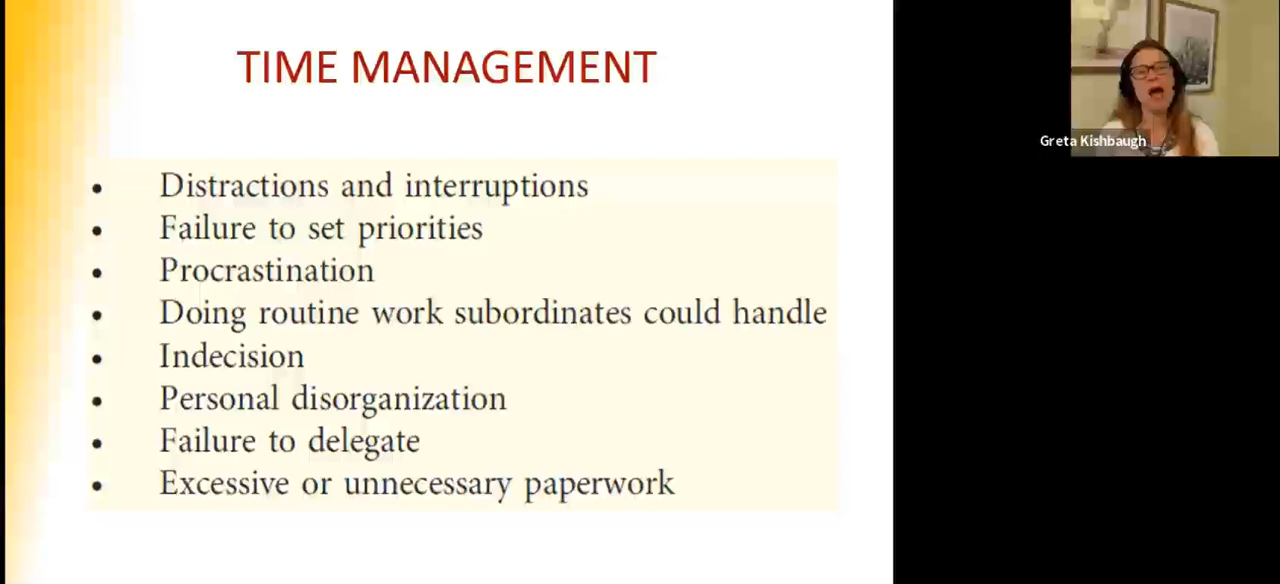 TIME MANAGEMENT
Greta Kishbaugh
• Distractions and interruptions
• Failure to set priorities
• Procrastination
• Doing routine work subordinates could handle
• Indecision
• Personal disorganization
• Failure to delegate
• Excessive or unnecessary paperwork